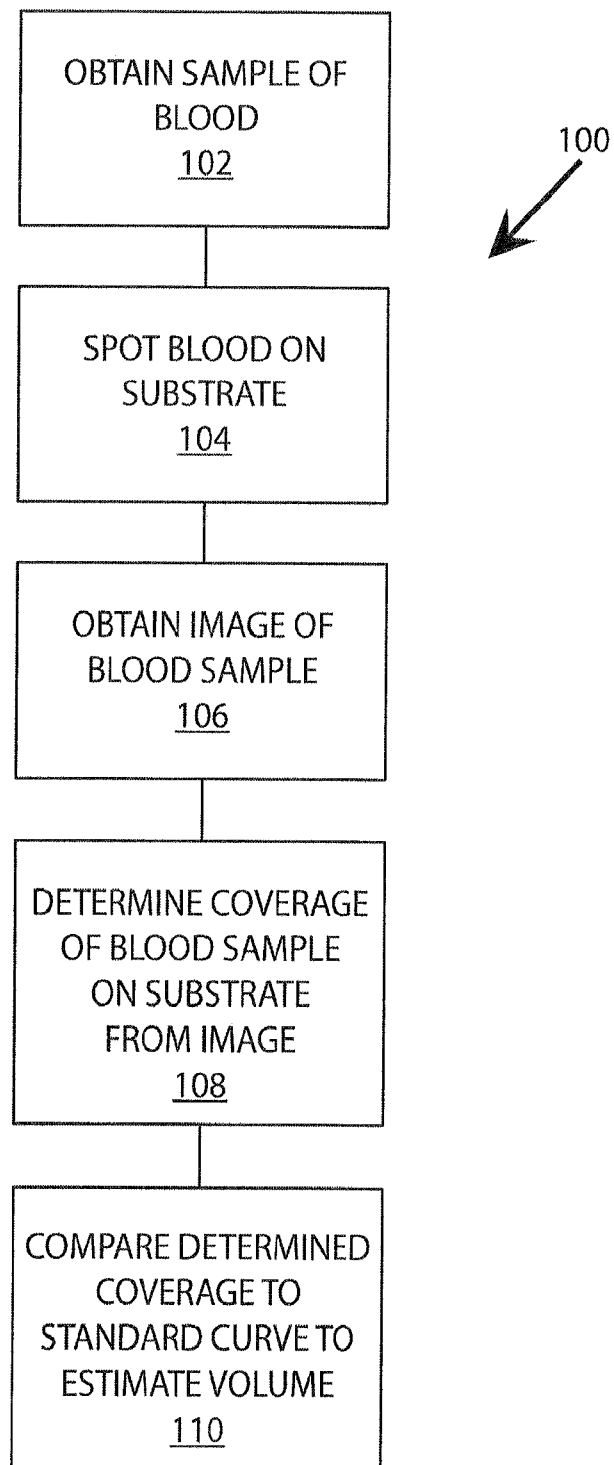 OBTAIN SAMPLE OF
BLOOD
102
100
SPOT BLOOD ON
SUBSTRATE
104
OBTAIN IMAGE OF
BLOOD SAMPLE
106
DETERMINE COVERAGE
OF BLOOD SAMPLE
ON SUBSTRATE
FROM IMAGE
108
COMPARE DETERMINED
COVERAGE TO
STANDARD CURVE TO
ESTIMATE VOLUME
110